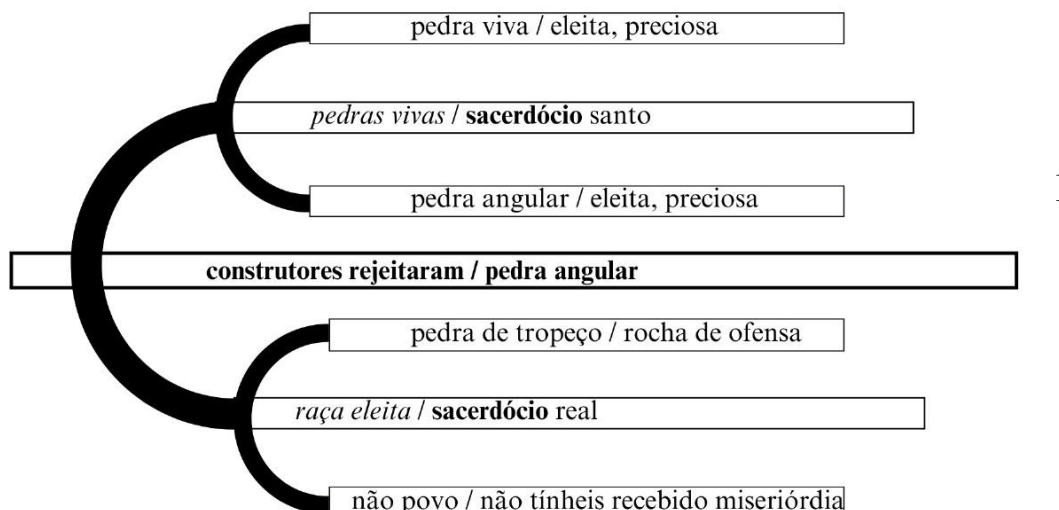 pedra viva / eleita, preciosa
pedras vivas / sacerdócio santo
pedra angular / eleita, preciosa
construtores rejeitaram / pedra angular
pedra de tropeço / rocha de ofensa
raça eleita / sacerdócio real
não povo / não tínheis recebido miseriórdia